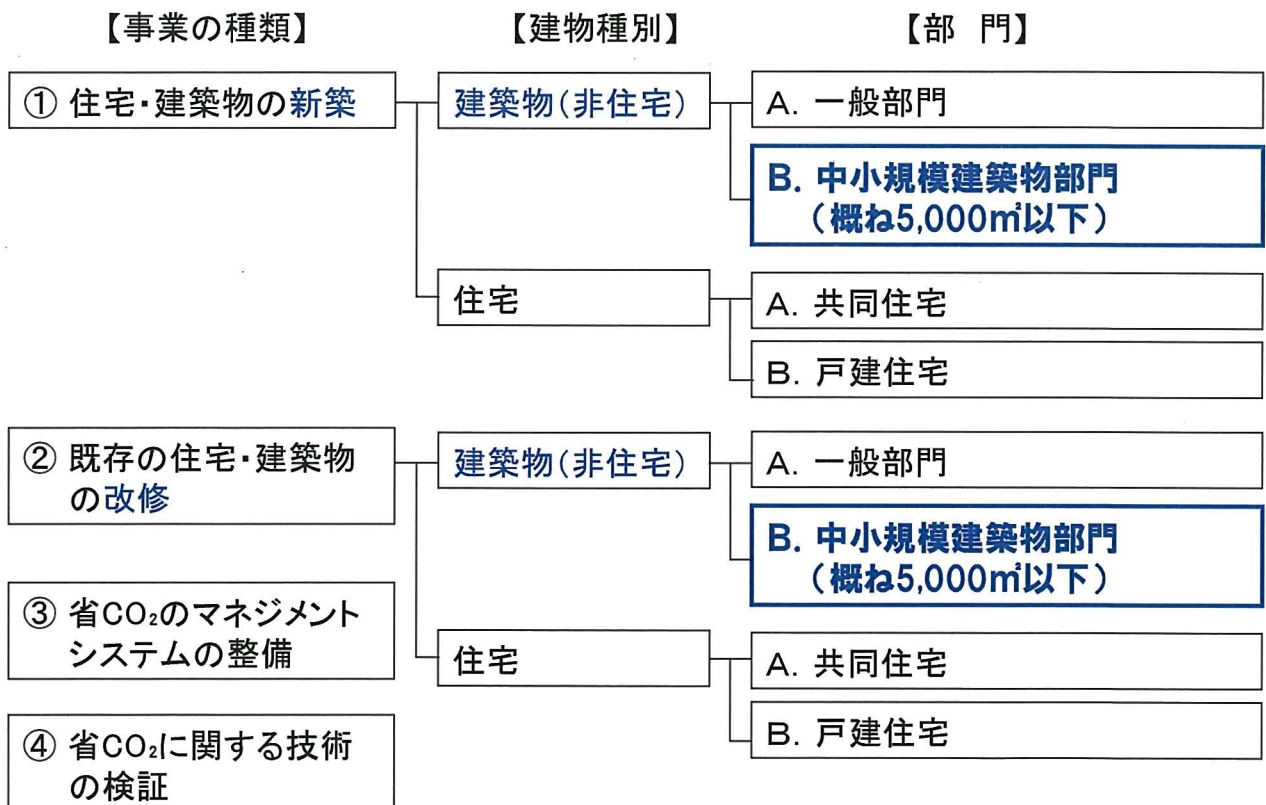 【事業の種類】 【建物種別】 【部 門】
① 住宅・建築物の新築
建築物(非住宅)
A. 一般部門
B. 中小規模建築物部門
(概ね5,000㎡以下)
住宅
A. 共同住宅
B. 戸建住宅
② 既存の住宅・建築物
の改修
建築物(非住宅)
A. 一般部門
B. 中小規模建築物部門
(概ね5,000㎡以下)
住宅
A. 共同住宅
B. 戸建住宅
③ 省CO₂のマネジメント
システムの整備
④ 省CO₂に関する技術
の検証